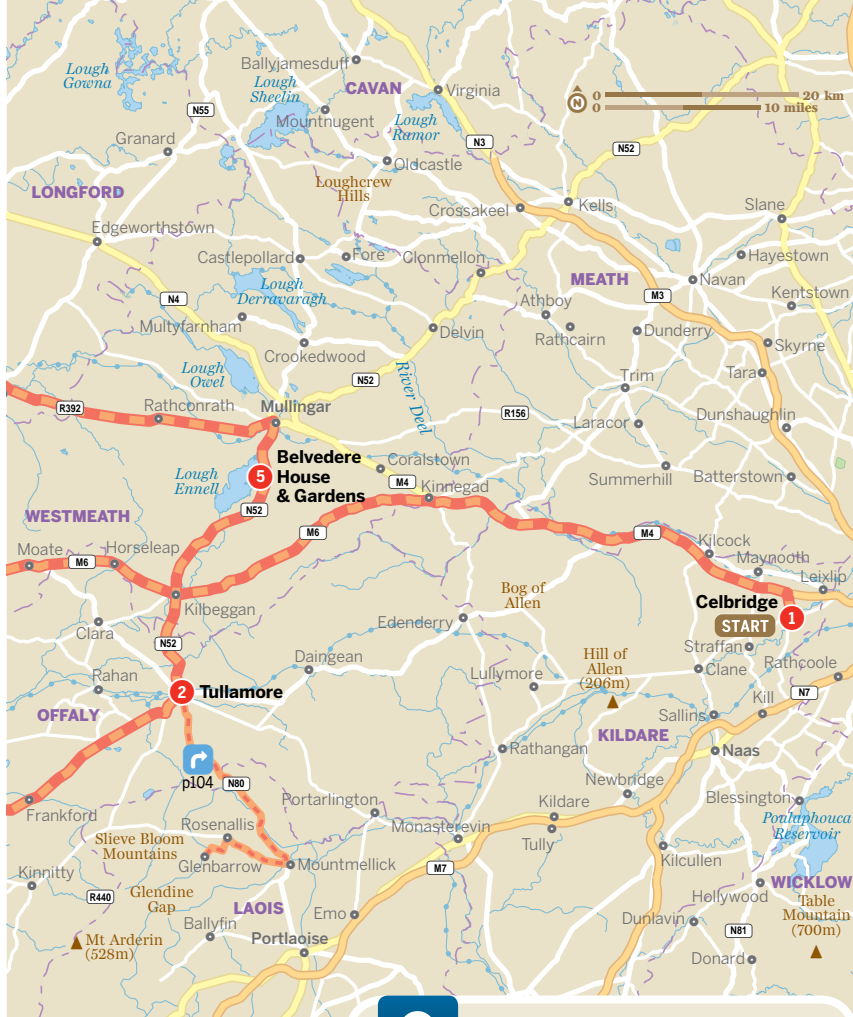 Ballyjamesduff
Lough
Gowna
Lough
Sheelin
CAVAN
Virginia
N
0
20 km
0
10 miles
N55
Mountnugent
Lough
Ramor
Granard
N3
N52
Oldcastle
LONGFORD
Loughcrew
Hills
Crossakeel
Kells
Slane
Edgeworthstown
Castlepollard
Fore
Clonmellon
Hayestown
MEATH
Navan
Lough
Derravaragh
N4
M3
Kentstown
Athboy
Multyfarnham
Rathcairn
Dunderry
Delvin
Skyrne
Crookedwood
Lough
Owel
River Deel
Tara
N52
Trim
R392
Rathconrath
Mullingar
R156
Laracor
Dunshaughlin
5
Belvedere
House
& Gardens
Coralstown
Lough
Ennell
M4
Kinnegad
Summerhill
Batterstown
N52
WESTMEATH
M6
M4
Kilcock
Moate
M6
Horseleap
Maynooth
Leixlip
Bog of
Allen
Celbridge
START
1
Kilbeggan
Clara
Edenderry
N52
Straffan
Daingean
Hill of
Allen
(206m)
Rathcoole
Rahan
Lullymore
Clane
2
Tullamore
Kill
N7
OFFALY
Sallins
KILDARE
Rathangan
Naas
p104
N80
Newbridge
Portarlington
Kildare
Blessington
Frankford
Monasterevin
Poulaphouca
Reservoir
Rosenallis
Slieve Bloom
Mountains
Tully
Glenbarrow
Mountmellick
M7
Kilcullen
Kinnitty
R440
Glendine
Gap
WICKLOW
Hollywood
LAOIS
Emo
Table
Mountain
(700m)
Ballyfin
Dunlavin
N81
Mt Arderin
(528m)
Portlaoise
Donard